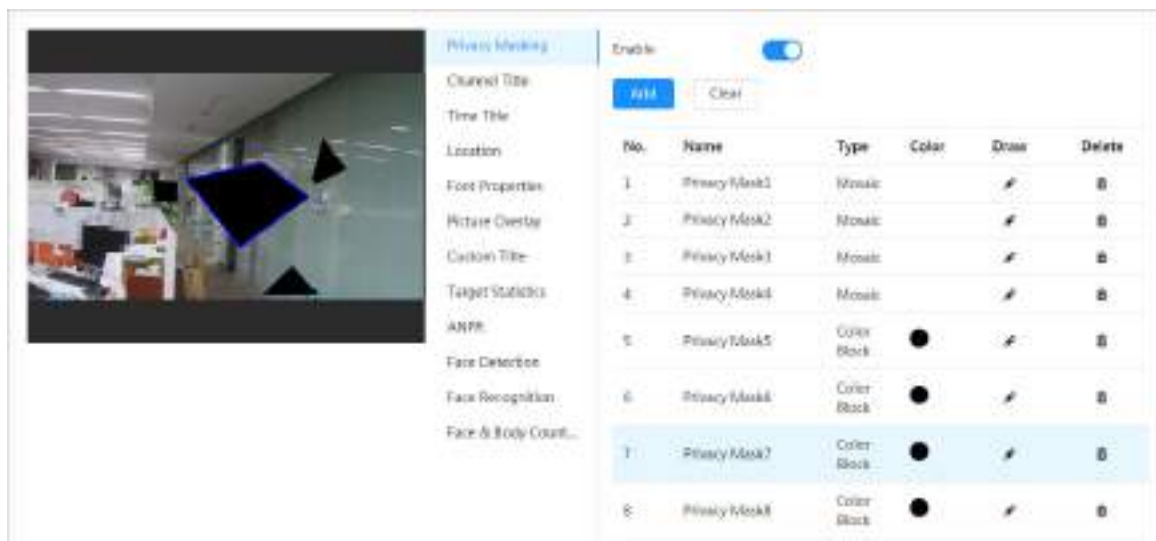 Privacy Masking
Channel Title
Time Title
Location
Font Properties
Picture Overlay
Custom Title
Target Statistics
ANPR
Face Detection
Face Recognition
Face & Body Count...
Enable
Add Clear
No. Name Type Color Draw Delete
1 Privacy Mask1 Mosaic
2 Privacy Mask2 Mosaic
3 Privacy Mask3 Mosaic
4 Privacy Mask4 Mosaic
5 Privacy Mask5 Color Block
6 Privacy Mask6 Color Block
7 Privacy Mask7 Color Block
8 Privacy Mask8 Color Block